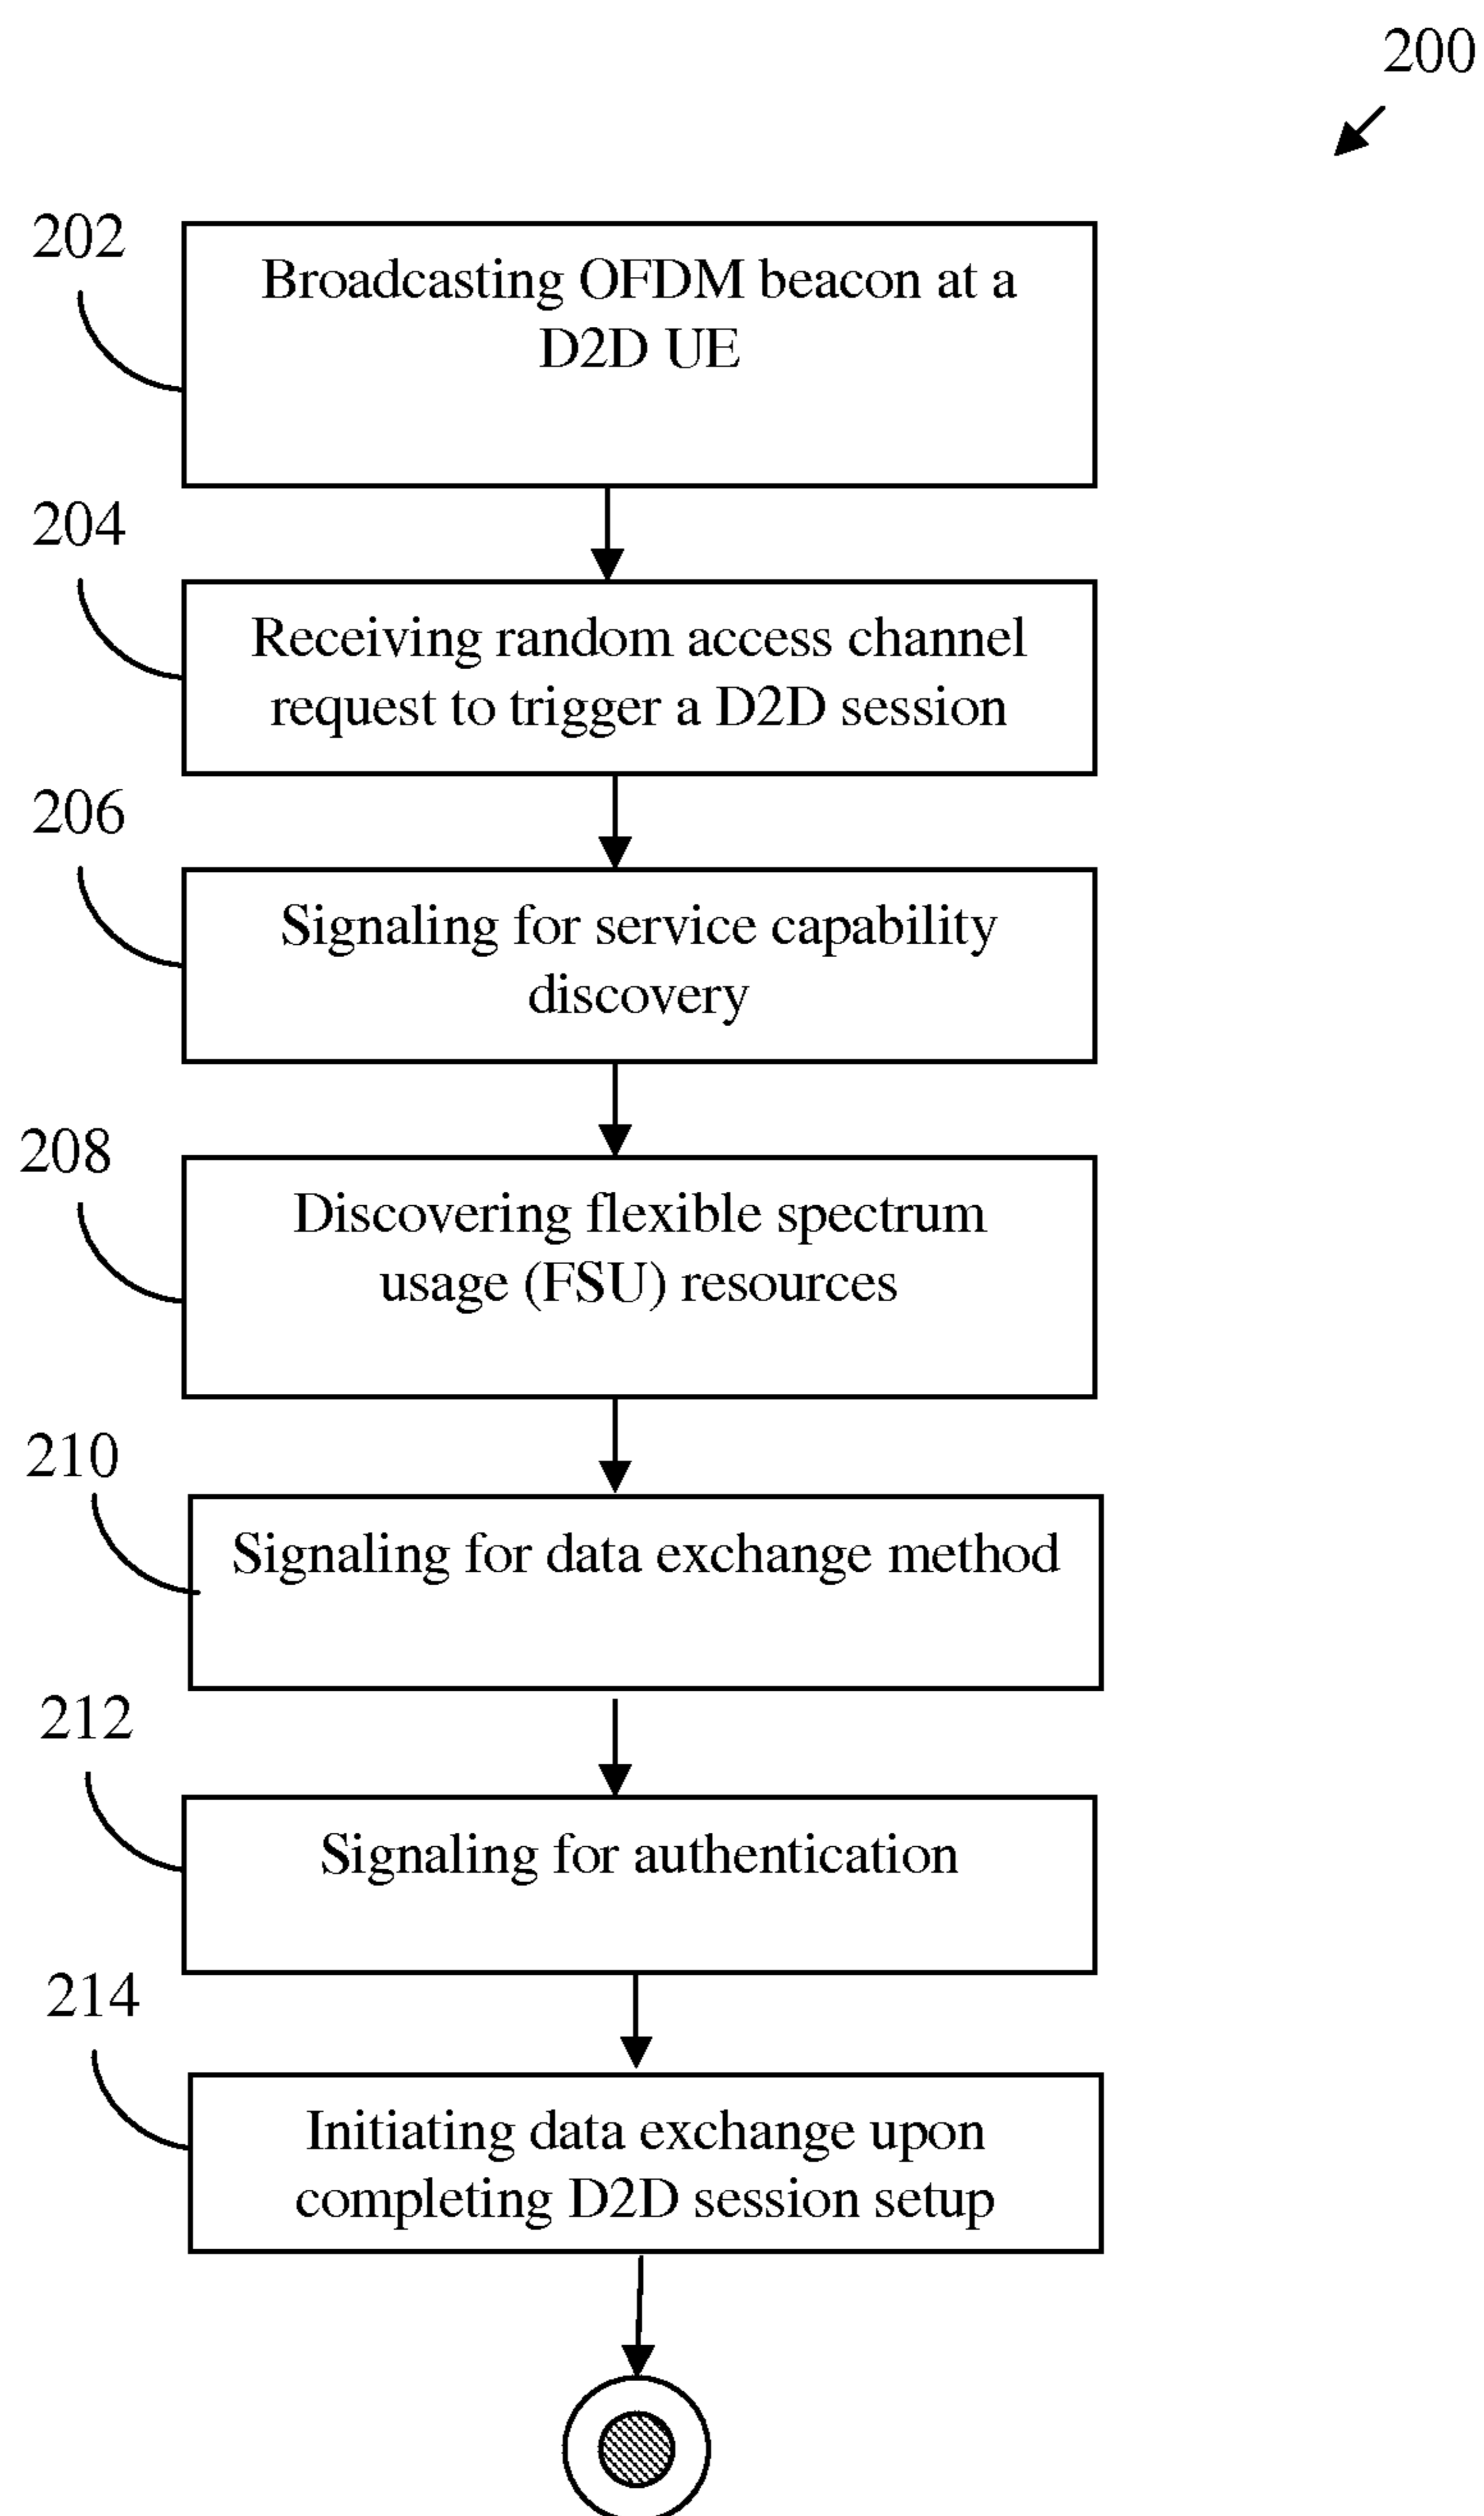 200
202
Broadcasting OFDM beacon at a
D2D UE
204
Receiving random access channel
request to trigger a D2D session
206
Signaling for service capability
discovery
208
Discovering flexible spectrum
usage (FSU) resources
210
Signaling for data exchange method
212
Signaling for authentication
214
Initiating data exchange upon
completing D2D session setup